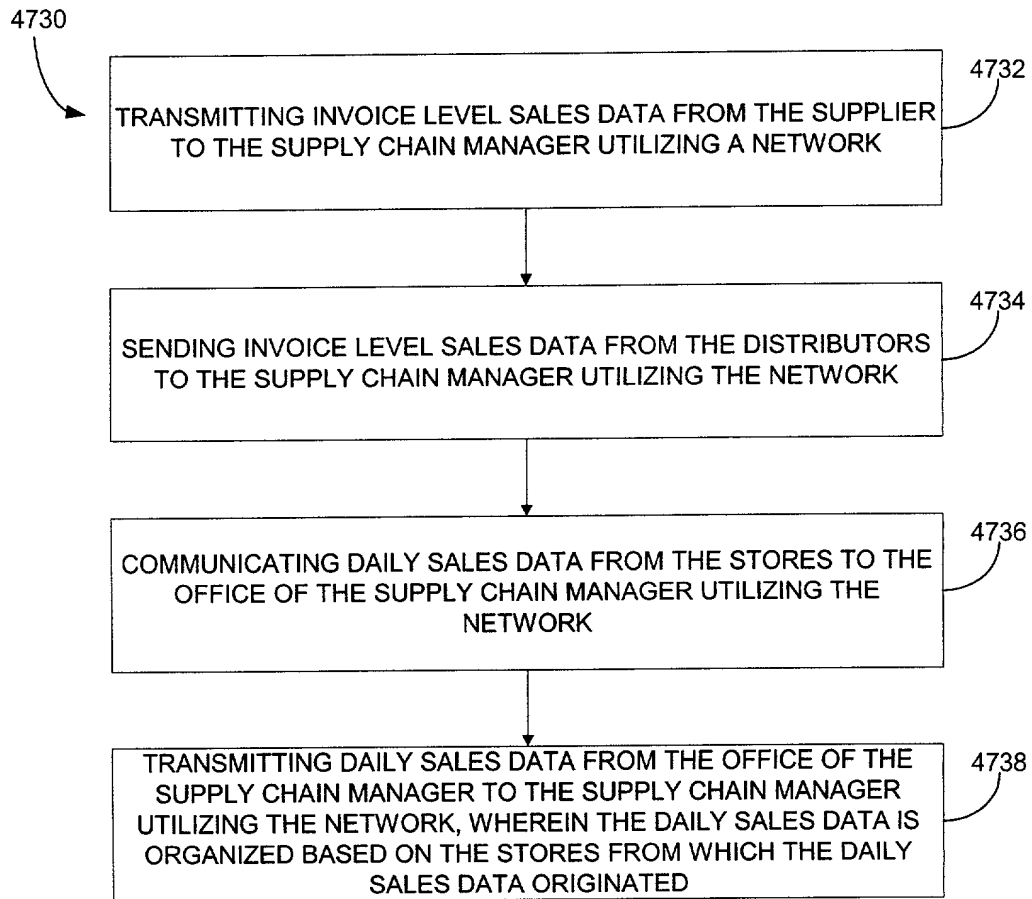 4730
4732
TRANSMITTING INVOICE LEVEL SALES DATA FROM THE SUPPLIER
TO THE SUPPLY CHAIN MANAGER UTILIZING A NETWORK
4734
SENDING INVOICE LEVEL SALES DATA FROM THE DISTRIBUTORS
TO THE SUPPLY CHAIN MANAGER UTILIZING THE NETWORK
4736
COMMUNICATING DAILY SALES DATA FROM THE STORES TO THE
OFFICE OF THE SUPPLY CHAIN MANAGER UTILIZING THE
NETWORK
4738
TRANSMITTING DAILY SALES DATA FROM THE OFFICE OF THE
SUPPLY CHAIN MANAGER TO THE SUPPLY CHAIN MANAGER
UTILIZING THE NETWORK, WHEREIN THE DAILY SALES DATA IS
ORGANIZED BASED ON THE STORES FROM WHICH THE DAILY
SALES DATA ORIGINATED